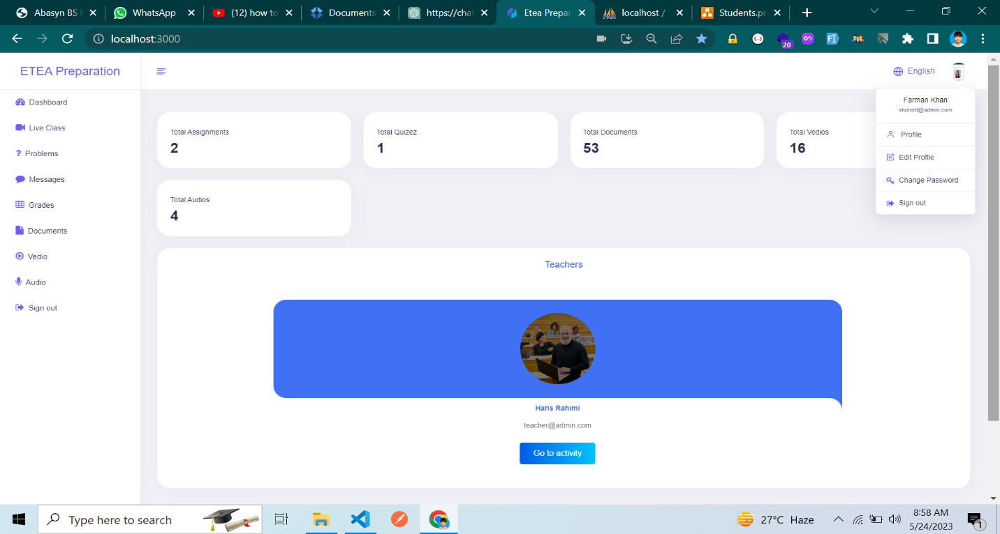 Abasyn BS
WhatsApp
(12) how to
Documents
https://chat
Etea Prepar
localhost /
Students.pr
localhost:3000
20
ETEA Preparation
English
Farman Khan
student@admin.com
Profile
Edit Profile
Change Password
Sign out
Dashboard
Live Class
Problems
Messages
Grades
Documents
Vedio
Audio
Sign out
Total Assignments
2
Total Quizez
1
Total Documents
53
Total Vedios
16
Total Audios
4
Teachers
Haris Rahimi
teacher@admin.com
Go to activity
Type here to search
27°C Haze
8:58 AM
5/24/2023
1